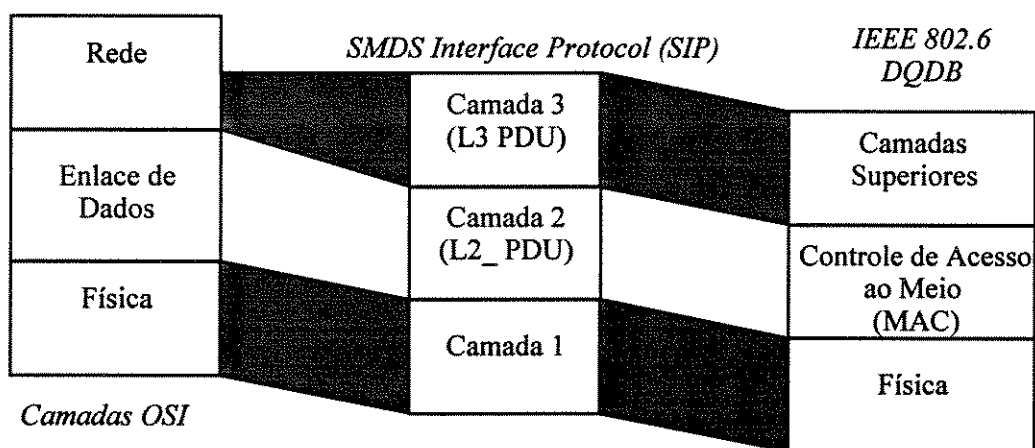 Rede
SMDS Interface Protocol (SIP)
IEEE 802.6
DQDB
Camada 3
(L3 PDU)
Camadas
Superiores
Enlace de
Dados
Camada 2
(L2_ PDU)
Controle de Acesso
ao Meio
(MAC)
Física
Camada 1
Física
Camadas OSI